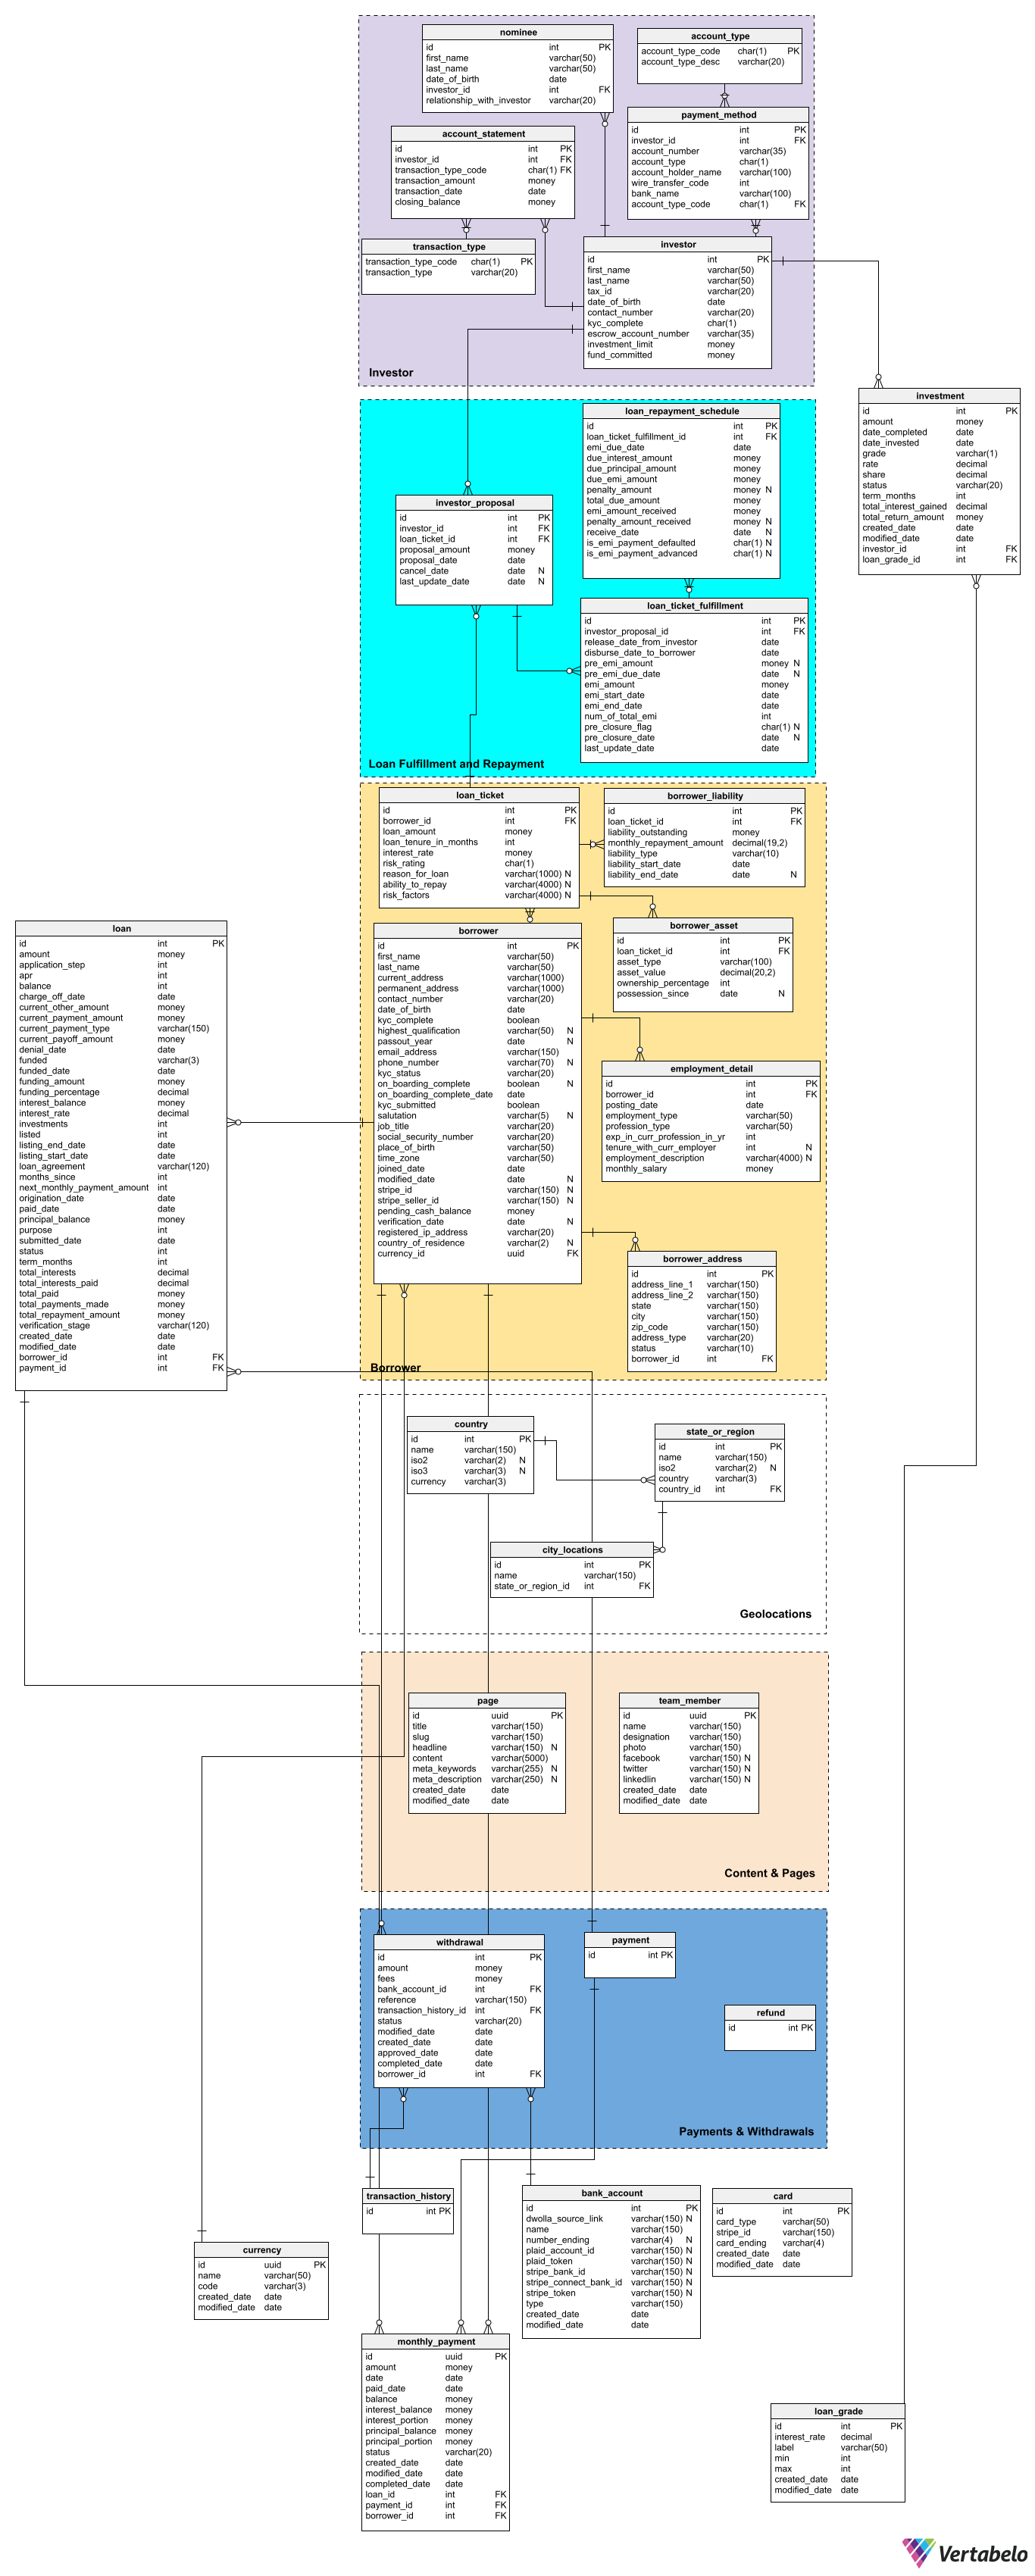 nominee
id int PK
first_name varchar(50)
last_name varchar(50)
date_of_birth date
investor_id int FK
relationship_with_investor varchar(20)
account_type
account_type_code char(1) PK
account_type_desc varchar(20)
payment_method
id int PK
investor_id int FK
account_number varchar(35)
account_type char(1)
account_holder_name varchar(100)
wire_transfer_code int
bank_name varchar(100)
account_type_code char(1) FK
account_statement
id int PK
investor_id int FK
transaction_type_code char(1) FK
transaction_amount money
transaction_date date
closing_balance money
transaction_type
transaction_type_code char(1) PK
transaction_type varchar(20)
investor
id int PK
first_name varchar(50)
last_name varchar(50)
tax_id varchar(20)
date_of_birth date
contact_number varchar(20)
kyc_complete char(1)
escrow_account_number varchar(35)
investment_limit money
fund_committed money
Investor
investment
id int PK
amount money
date_completed date
date_invested date
grade varchar(1)
rate decimal
share decimal
status varchar(20)
term_months int
total_interest_gained decimal
total_return_amount money
created_date date
modified_date date
investor_id int FK
loan_grade_id int FK
loan_repayment_schedule
id int PK
loan_ticket_fulfillment_id int FK
emi_due_date date
due_interest_amount money
due_principal_amount money
due_emi_amount money
penalty_amount money N
total_due_amount money
emi_amount_received money
penalty_amount_received money N
receive_date date N
is_emi_payment_defaulted char(1) N
is_emi_payment_advanced char(1) N
investor_proposal
id int PK
investor_id int FK
loan_ticket_id int FK
proposal_amount money
proposal_date date
cancel_date date N
last_update_date date N
loan_ticket_fulfillment
id int PK
investor_proposal_id int FK
release_date_from_investor date
disburse_date_to_borrower date
pre_emi_amount money N
pre_emi_due_date date N
emi_amount money
emi_start_date date
emi_end_date date
num_of_total_emi int
pre_closure_flag char(1) N
pre_closure_date date N
last_update_date date
Loan Fulfillment and Repayment
loan_ticket
id int PK
borrower_id int FK
loan_amount money
loan_tenure_in_months int
interest_rate money
risk_rating char(1)
reason_for_loan varchar(1000) N
ability_to_repay varchar(4000) N
risk_factors varchar(4000) N
borrower_liability
id int PK
loan_ticket_id int FK
liability_outstanding money
monthly_repayment_amount decimal(19,2)
liability_type varchar(10)
liability_start_date date
liability_end_date date N
borrower_asset
id int PK
loan_ticket_id int FK
asset_type varchar(100)
asset_value decimal(20,2)
ownership_percentage int
possession_since date N
loan
id int PK
amount money
application_step int
apr int
balance int
charge_off_date date
current_other_amount money
current_payment_amount money
current_payment_type varchar(150)
current_payoff_amount money
denial_date date
funded varchar(3)
funded_date date
funding_amount money
funding_percentage decimal
interest_balance money
interest_rate decimal
investments int
listed int
listing_end_date date
listing_start_date date
loan_agreement varchar(120)
months_since int
next_monthly_payment_amount int
origination_date date
paid_date date
principal_balance money
purpose int
submitted_date date
status int
term_months int
total_interests decimal
total_interests_paid decimal
total_paid money
total_payments_made money
total_repayment_amount money
verification_stage varchar(120)
created_date date
modified_date date
borrower_id int FK
payment_id int FK
borrower
id int PK
first_name varchar(50)
last_name varchar(50)
current_address varchar(1000)
permanent_address varchar(1000)
contact_number varchar(20)
date_of_birth date
kyc_complete boolean
highest_qualification varchar(50) N
passout_year date N
email_address varchar(150)
phone_number varchar(70) N
kyc_status varchar(20)
on_boarding_complete boolean N
on_boarding_complete_date date
kyc_submitted boolean
salutation varchar(5) N
job_title varchar(20)
social_security_number varchar(20)
place_of_birth varchar(50)
time_zone varchar(50)
joined_date date
modified_date date N
stripe_id varchar(150) N
stripe_seller_id varchar(150) N
pending_cash_balance money
verification_date date N
registered_ip_address varchar(20)
country_of_residence varchar(2) N
currency_id uuid FK
employment_detail
id int PK
borrower_id int FK
posting_date date
employment_type varchar(50)
profession_type varchar(50)
exp_in_curr_profession_in_yr int
tenure_with_curr_employer int N
employment_description varchar(4000) N
monthly_salary money
borrower_address
id int PK
address_line_1 varchar(150)
address_line_2 varchar(150)
state varchar(150)
city varchar(150)
zip_code varchar(150)
address_type varchar(20)
status varchar(10)
borrower_id int FK
Borrower
country
id int PK
name varchar(150)
iso2 varchar(2) N
iso3 varchar(3) N
currency varchar(3)
state_or_region
id int PK
name varchar(150)
iso2 varchar(2) N
country varchar(3)
country_id int FK
city_locations
id int PK
name varchar(150)
state_or_region_id int FK
Geolocations
page
id uuid PK
title varchar(150)
slug varchar(150)
headline varchar(150) N
content varchar(5000)
meta_keywords varchar(255) N
meta_description varchar(250) N
created_date date
modified_date date
team_member
id uuid PK
name varchar(150)
designation varchar(150)
photo varchar(150)
facebook varchar(150) N
twitter varchar(150) N
linkedlin varchar(150) N
created_date date
modified_date date
Content & Pages
withdrawal
id int PK
amount money
fees money
bank_account_id int FK
reference varchar(150)
transaction_history_id int FK
status varchar(20)
modified_date date
created_date date
approved_date date
completed_date date
borrower_id int FK
payment
id int PK
refund
id int PK
Payments & Withdrawals
transaction_history
id int PK
bank_account
id int PK
dwolla_source_link varchar(150) N
name varchar(150)
number_ending varchar(4) N
plaid_account_id varchar(150) N
plaid_token varchar(150) N
stripe_bank_id varchar(150) N
stripe_connect_bank_id varchar(150) N
stripe_token varchar(150) N
type varchar(150)
created_date date
modified_date date
card
id int PK
card_type varchar(50)
stripe_id varchar(150)
card_ending varchar(4)
created_date date
modified_date date
currency
id uuid PK
name varchar(50)
code varchar(3)
created_date date
modified_date date
monthly_payment
id uuid PK
amount money
date date
paid_date date
balance money
interest_balance money
interest_portion money
principal_balance money
principal_portion money
status varchar(20)
created_date date
modified_date date
completed_date date
loan_id int FK
payment_id int FK
borrower_id int FK
loan_grade
id int PK
interest_rate decimal
label varchar(50)
min int
max int
created_date date
modified_date date
Vertabelo